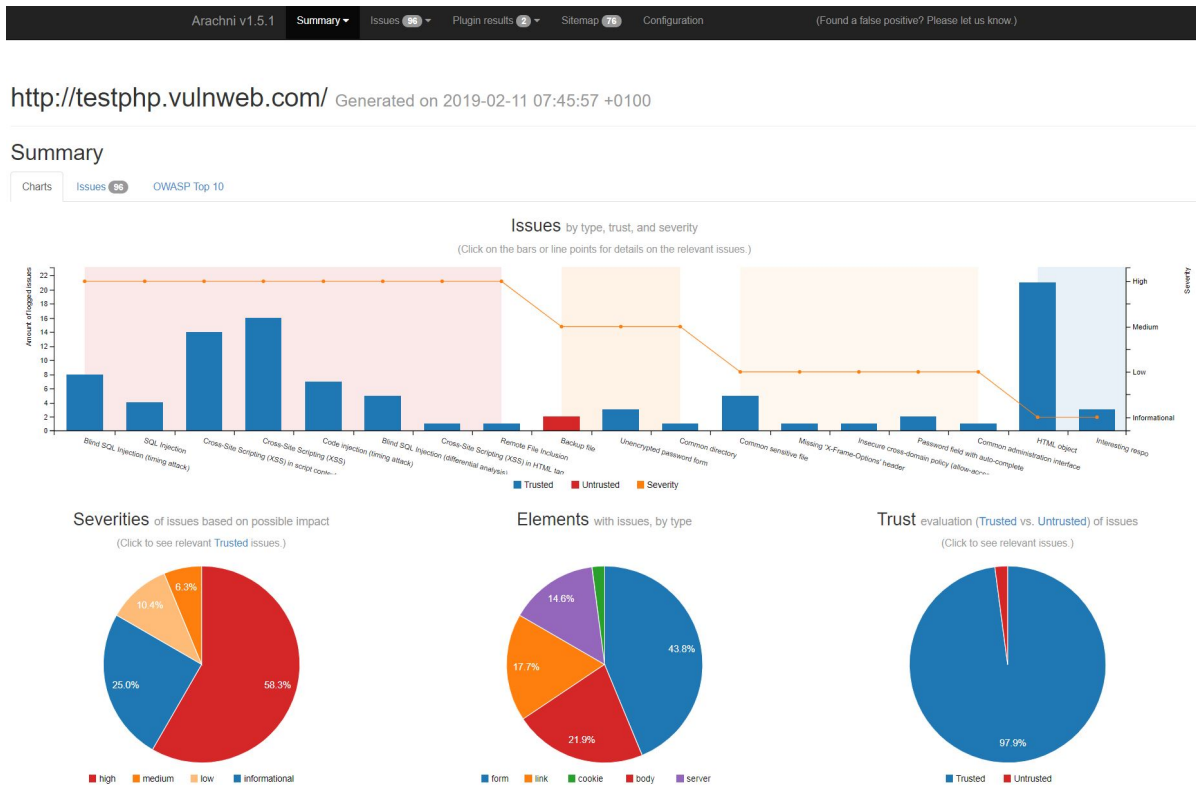 Arachni v1.5.1 Summary Issues 96 Plugin results 2 Sitemap 76 Configuration (Found a false positive? Please let us know.)
http://testphp.vulnweb.com/ Generated on 2019-02-11 07:45:57 +0100
Summary
Charts Issues 96 OWASP Top 10
Issues by type, trust, and severity
(Click on the bars or line points for details on the relevant issues.)
Amount of logged issues
22
20
18
16
14
12
10
8
6
4
2
0
High
Medium
Low
Informational
Severity
Blind SQL Injection (timing attack)
SQL Injection
Cross-Site Scripting (XSS) in script conte
Cross-Site Scripting (XSS)
Code injection (timing attack)
Blind SQL Injection (differential analysis)
Cross-Site Scripting (XSS) in HTML tag
Remote File Inclusion
Backup file
Unencrypted password form
Common directory
Common sensitive file
Missing 'X-Frame-Options' header
Insecure cross-domain policy (allow-acce
Password field with auto-complete
Common administration interface
HTML object
Interesting respo
Trusted Untrusted Severity
Severities of issues based on possible impact
(Click to see relevant Trusted issues.)
6.3%
10.4%
25.0%
58.3%
high medium low informational
Elements with issues, by type
14.6%
43.8%
17.7%
21.9%
form link cookie body server
Trust evaluation (Trusted vs. Untrusted) of issues
(Click to see relevant issues.)
97.9%
Trusted Untrusted